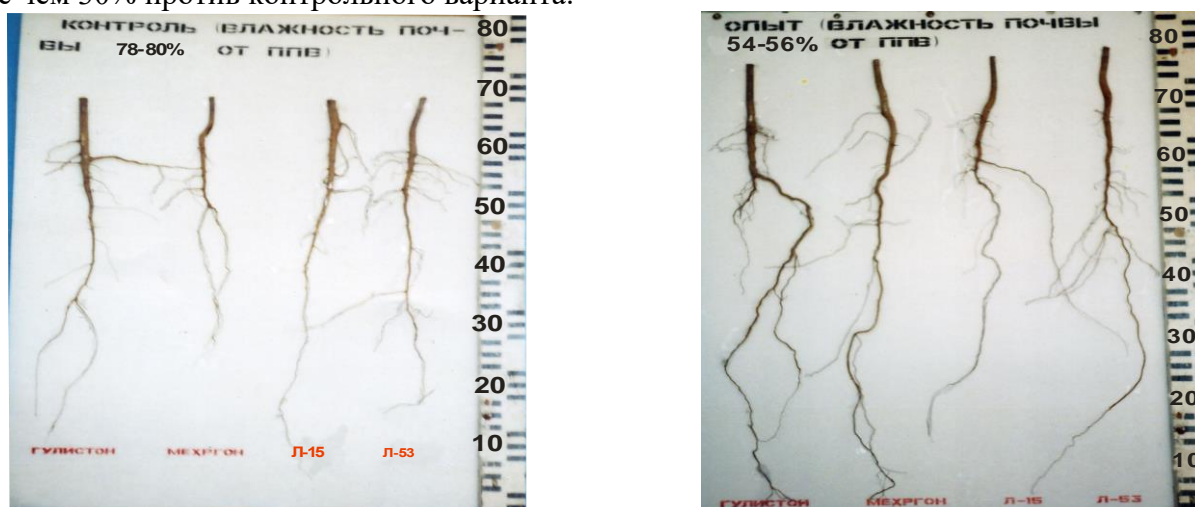 е чем 30% против контрольного варианта.
КОНТРОЛЬ (ВЛАЖНОСТЬ ПОЧ-
ВЫ 78-80% ОТ ППВ)
80
70
60
50
40
30
20
10
ГУЛИСТОН МЕХРГОН Л-15 Л-53
ОПЫТ (ВЛАЖНОСТЬ ПОЧВЫ
54-56% ОТ ППВ)
80
70
60
50
40
30
20
10
ГУЛИСТОН МЕХРГОН Л-15 Л-53